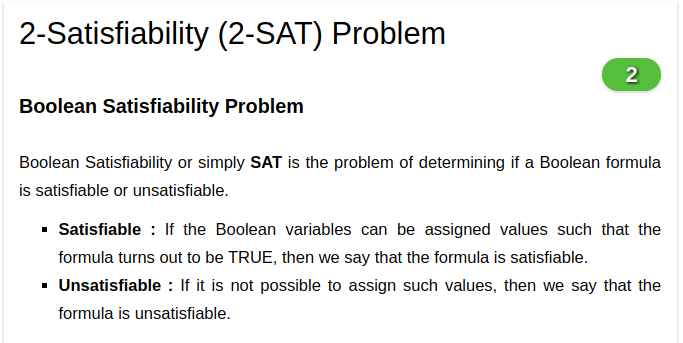 2-Satisfiability (2-SAT) Problem
2
Boolean Satisfiability Problem
Boolean Satisfiability or simply SAT is the problem of determining if a Boolean formula
is satisfiable or unsatisfiable.
▪ Satisfiable : If the Boolean variables can be assigned values such that the
formula turns out to be TRUE, then we say that the formula is satisfiable.
▪ Unsatisfiable : If it is not possible to assign such values, then we say that the
formula is unsatisfiable.